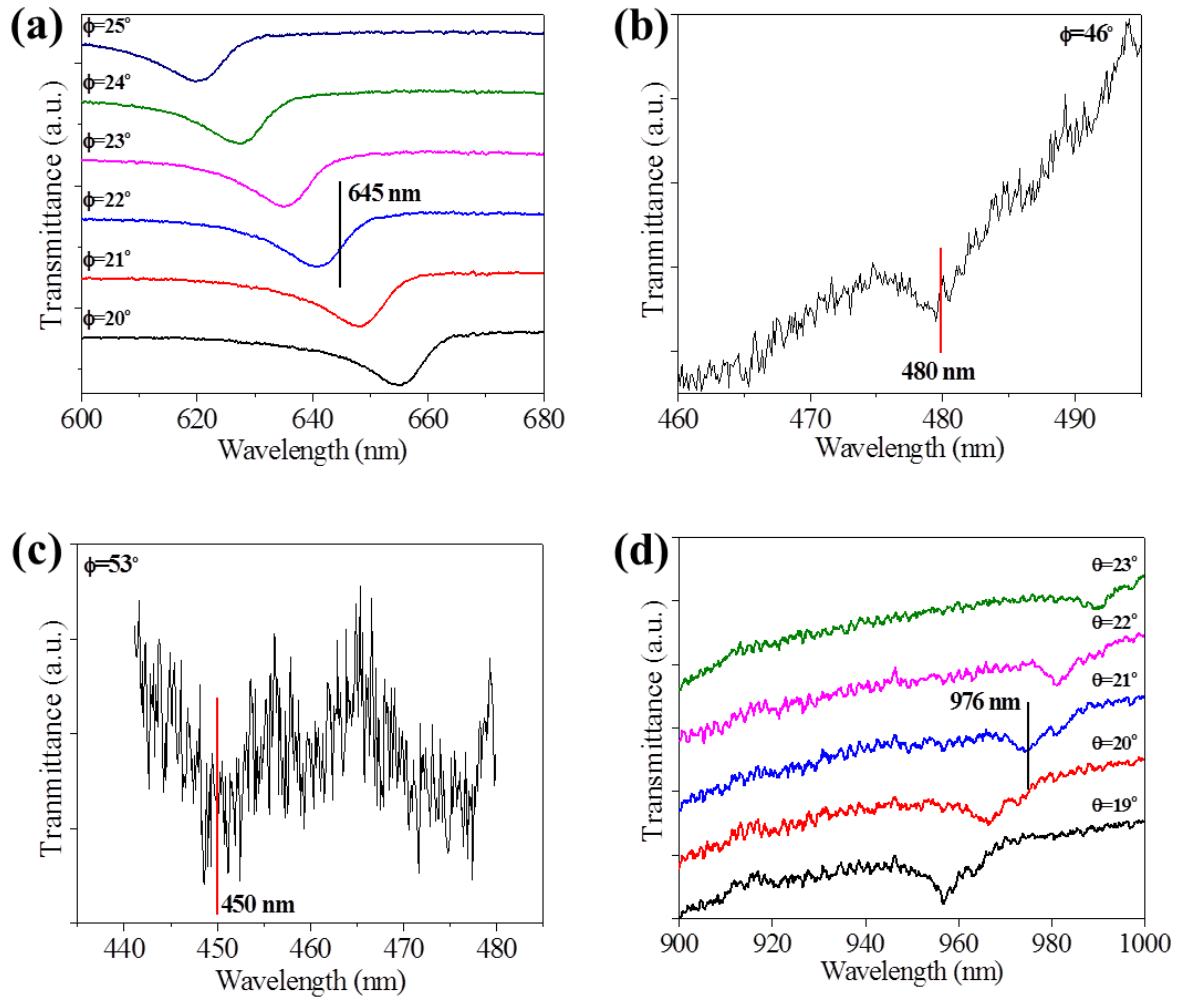 (a)
ϕ=25°
ϕ=24°
ϕ=23°
ϕ=22°
ϕ=21°
ϕ=20°
645 nm
Transmittance (a.u.)
600 620 640 660 680
Wavelength (nm)
(b)
ϕ=46°
480 nm
Tranmittance (a.u.)
460 470 480 490
Wavelength (nm)
(c)
ϕ=53°
450 nm
Tranmittance (a.u.)
440 450 460 470 480
Wavelength (nm)
(d)
θ=23°
θ=22°
θ=21°
976 nm
θ=20°
θ=19°
Transmittance (a.u.)
900 920 940 960 980 1000
Wavelength (nm)